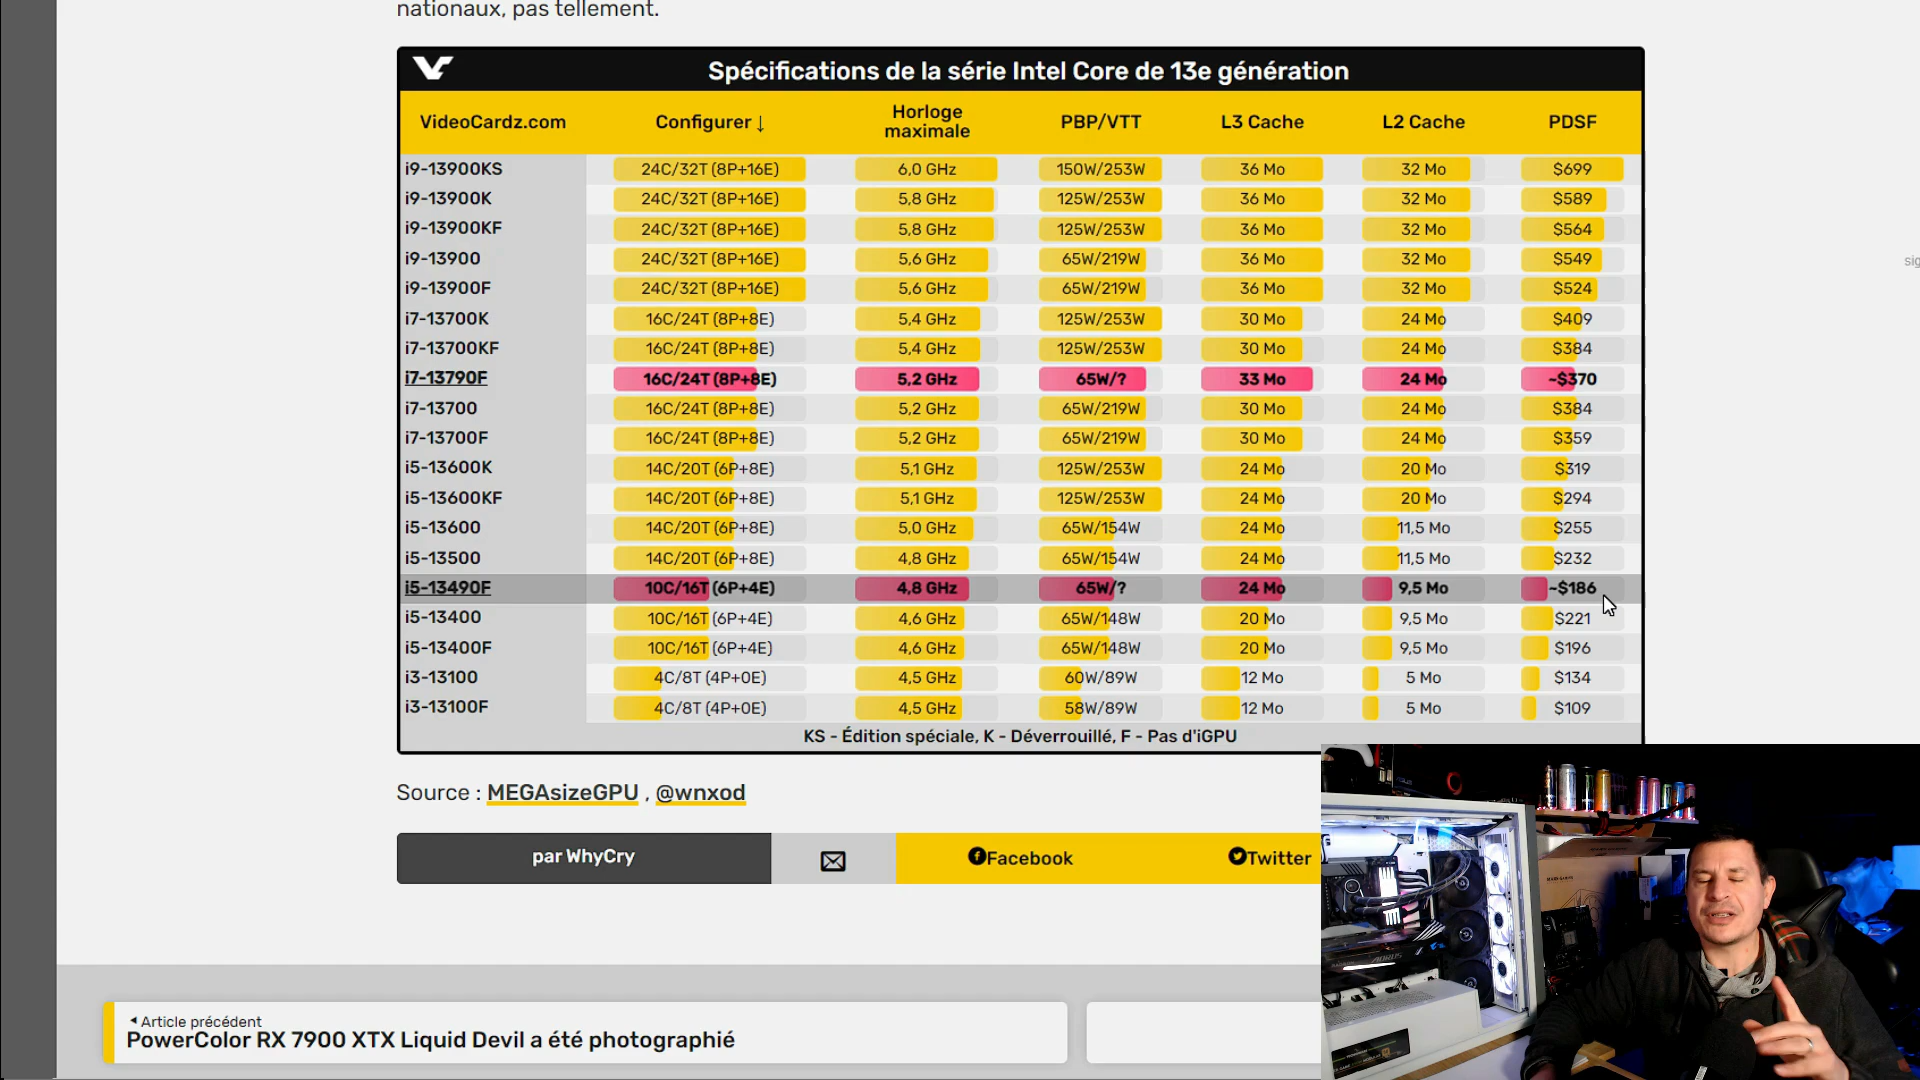 nationaux, pas tellement.
Spécifications de la série Intel Core de 13e génération
VideoCardz.com Configurer ↓ Horloge maximale PBP/VTT L3 Cache L2 Cache PDSF
i9-13900KS 24C/32T (8P+16E) 6,0 GHz 150W/253W 36 Mo 32 Mo $699
i9-13900K 24C/32T (8P+16E) 5,8 GHz 125W/253W 36 Mo 32 Mo $589
i9-13900KF 24C/32T (8P+16E) 5,8 GHz 125W/253W 36 Mo 32 Mo $564
i9-13900 24C/32T (8P+16E) 5,6 GHz 65W/219W 36 Mo 32 Mo $549
i9-13900F 24C/32T (8P+16E) 5,6 GHz 65W/219W 36 Mo 32 Mo $524
i7-13700K 16C/24T (8P+8E) 5,4 GHz 125W/253W 30 Mo 24 Mo $409
i7-13700KF 16C/24T (8P+8E) 5,4 GHz 125W/253W 30 Mo 24 Mo $384
i7-13790F 16C/24T (8P+8E) 5,2 GHz 65W/? 33 Mo 24 Mo ~$370
i7-13700 16C/24T (8P+8E) 5,2 GHz 65W/219W 30 Mo 24 Mo $384
i7-13700F 16C/24T (8P+8E) 5,2 GHz 65W/219W 30 Mo 24 Mo $359
i5-13600K 14C/20T (6P+8E) 5,1 GHz 125W/253W 24 Mo 20 Mo $319
i5-13600KF 14C/20T (6P+8E) 5,1 GHz 125W/253W 24 Mo 20 Mo $294
i5-13600 14C/20T (6P+8E) 5,0 GHz 65W/154W 24 Mo 11,5 Mo $255
i5-13500 14C/20T (6P+8E) 4,8 GHz 65W/154W 24 Mo 11,5 Mo $232
i5-13490F 10C/16T (6P+4E) 4,8 GHz 65W/? 24 Mo 9,5 Mo ~$186
i5-13400 10C/16T (6P+4E) 4,6 GHz 65W/148W 20 Mo 9,5 Mo $221
i5-13400F 10C/16T (6P+4E) 4,6 GHz 65W/148W 20 Mo 9,5 Mo $196
i3-13100 4C/8T (4P+0E) 4,5 GHz 60W/89W 12 Mo 5 Mo $134
i3-13100F 4C/8T (4P+0E) 4,5 GHz 58W/89W 12 Mo 5 Mo $109
KS - Édition spéciale, K - Déverrouillé, F - Pas d'iGPU
Source : MEGAsizeGPU , @wnxod
par WhyCry Facebook Twitter
Article précédent
PowerColor RX 7900 XTX Liquid Devil a été photographié
sig